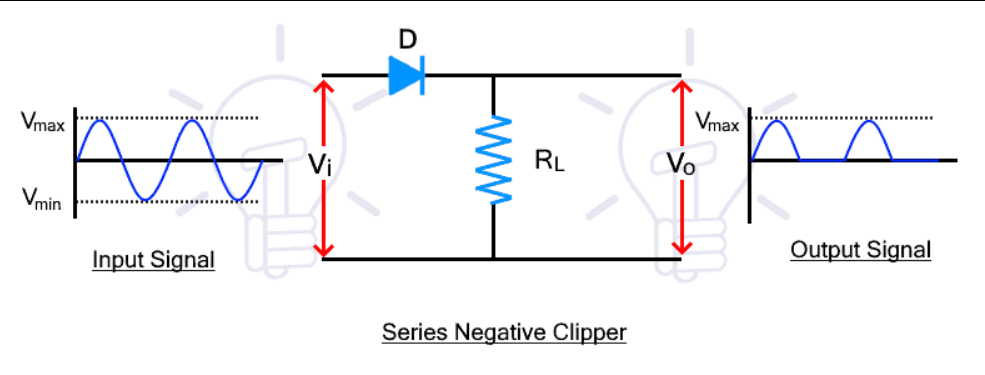 D
Vmax
Vmin
Vi
RL
Vo
Vmax
Input Signal
Output Signal
Series Negative Clipper